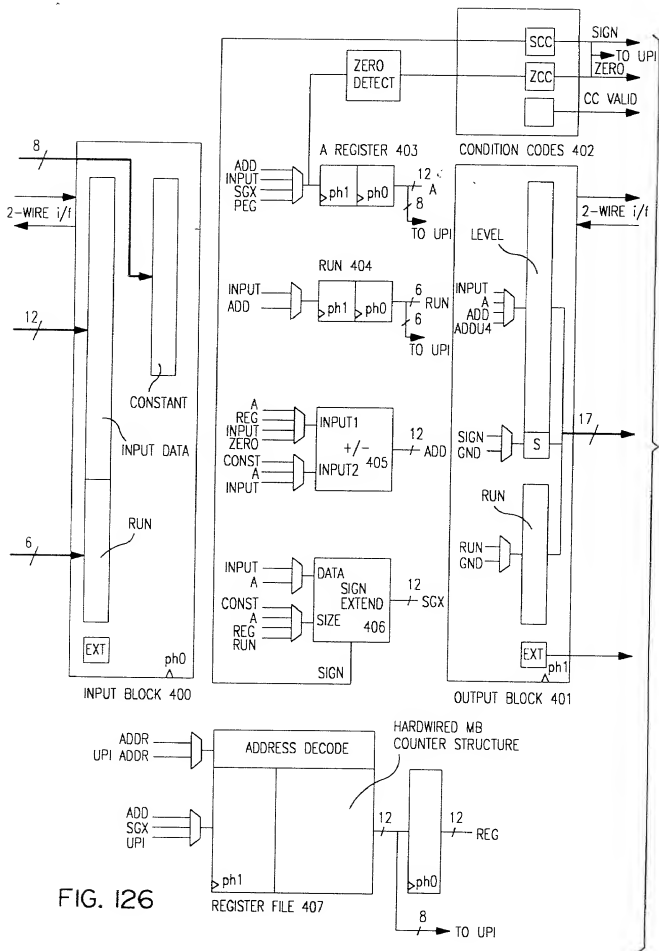 SCC
SIGN
TO UPI
ZERO
DETECT
ZCC
ZERO
CC VALID
CONDITION CODES 402
8
2-WIRE i/f
12
CONSTANT
INPUT DATA
RUN
6
EXT
ph0
INPUT BLOCK 400
A REGISTER 403
ADD
INPUT
SGX
PEG
ph1
ph0
12
A
8
TO UPI
RUN 404
INPUT
ADD
ph1
ph0
6
RUN
6
TO UPI
A
REG
INPUT
ZERO
CONST
A
INPUT
INPUT1
+/-
405
INPUT2
12
ADD
INPUT
A
CONST
A
REG
RUN
DATA
SIGN
EXTEND
SIZE
406
12
SGX
SIGN
2-WIRE i/f
LEVEL
INPUT
A
ADD
ADDU4
17
SIGN
GND
S
RUN
RUN
GND
EXT
ph1
OUTPUT BLOCK 401
HARDWIRED MB
COUNTER STRUCTURE
ADDR
UPI ADDR
ADDRESS DECODE
ADD
SGX
UPI
12
12
REG
ph1
ph0
REGISTER FILE 407
8
TO UPI
FIG. 126